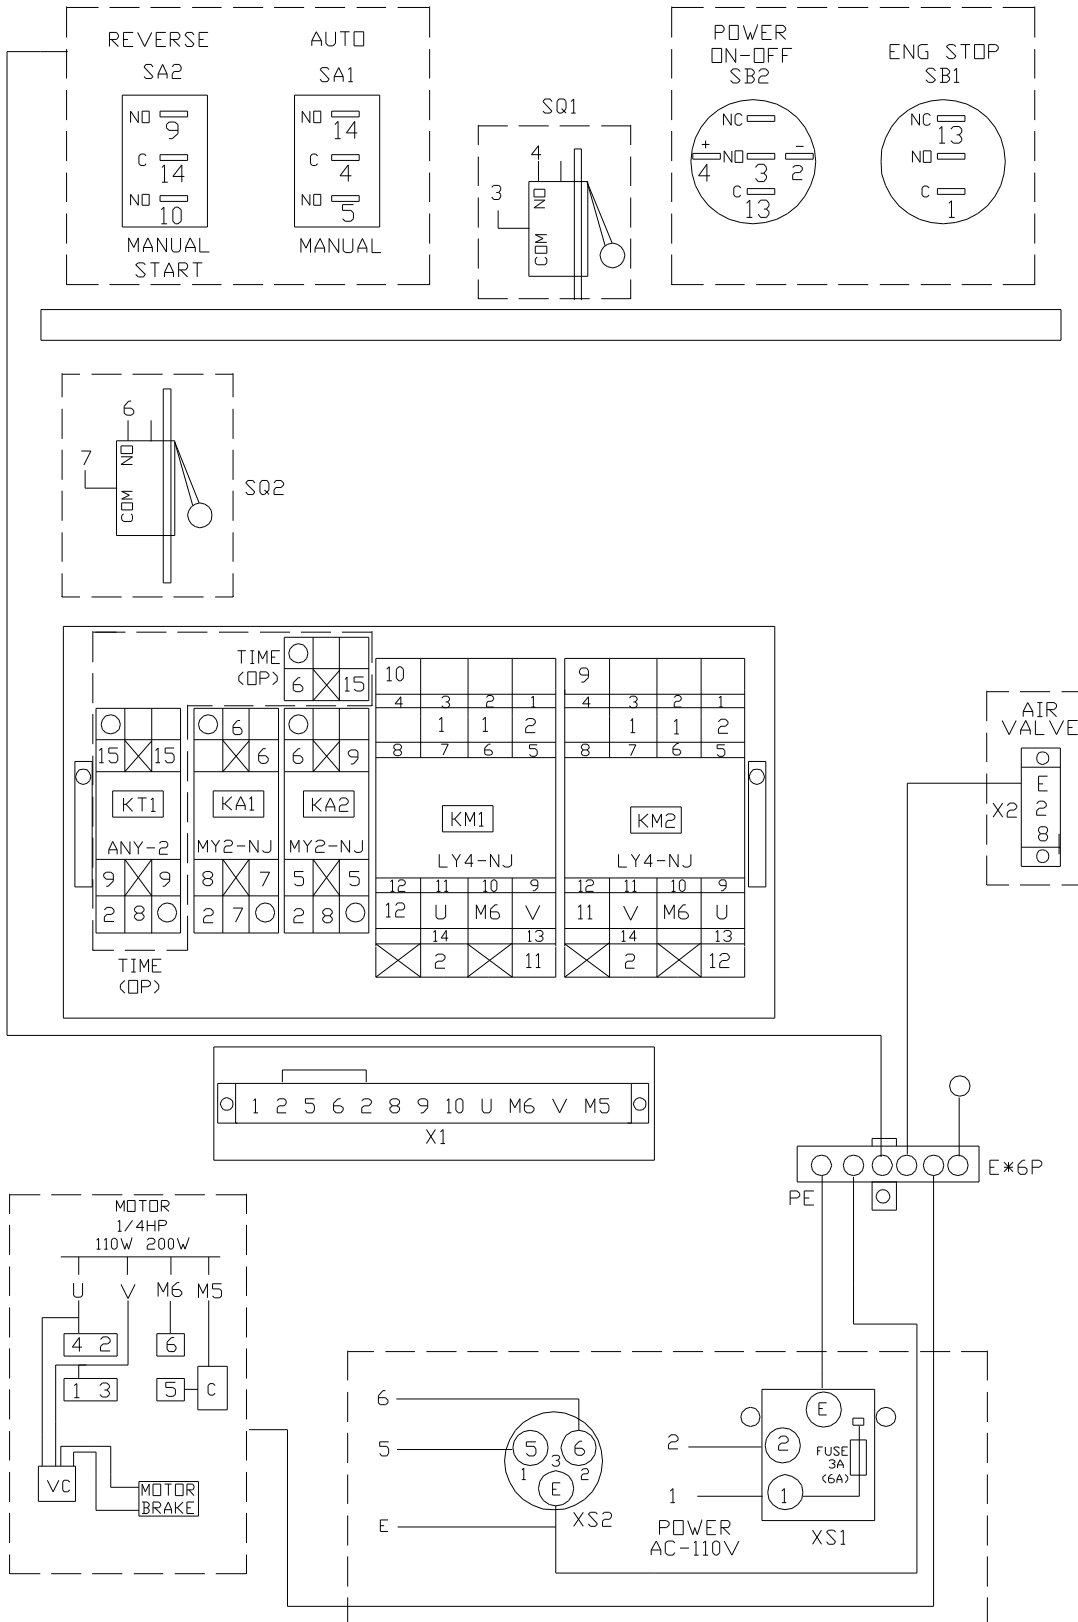 REVERSE
SA2
NO 9
C 14
NO 10
MANUAL
START
AUTO
SA1
NO 14
C 4
NO 5
MANUAL
SQ1
4
3
NO
COM
POWER
ON-OFF
SB2
NC
+ NO -
4 3 2
C
13
ENG STOP
SB1
NC
13
NO
C
1
6
7
NO
COM
SQ2
TIME
(OP)
6 15
15 15
KT1
ANY-2
9 9
2 8
TIME
(OP)
6
6
KA1
MY2-NJ
8 7
2 7
6 9
KA2
MY2-NJ
5 5
2 8
10
4 3 2 1
1 1 2
8 7 6 5
KM1
LY4-NJ
12 11 10 9
12 U M6 V
14 13
2 11
9
4 3 2 1
1 1 2
8 7 6 5
KM2
LY4-NJ
12 11 10 9
11 V M6 U
14 13
2 12
AIR
VALVE
X2
E
2
8
1 2 5 6 2 8 9 10 U M6 V M5
X1
E*6P
PE
MOTOR
1/4HP
110W 200W
U V M6 M5
4 2 6
1 3 5 C
VC
MOTOR
BRAKE
6
5
E
5 6
1 3 2
E
XS2
2
1
POWER
AC-110V
E
2
FUSE
3A
(6A)
1
XS1